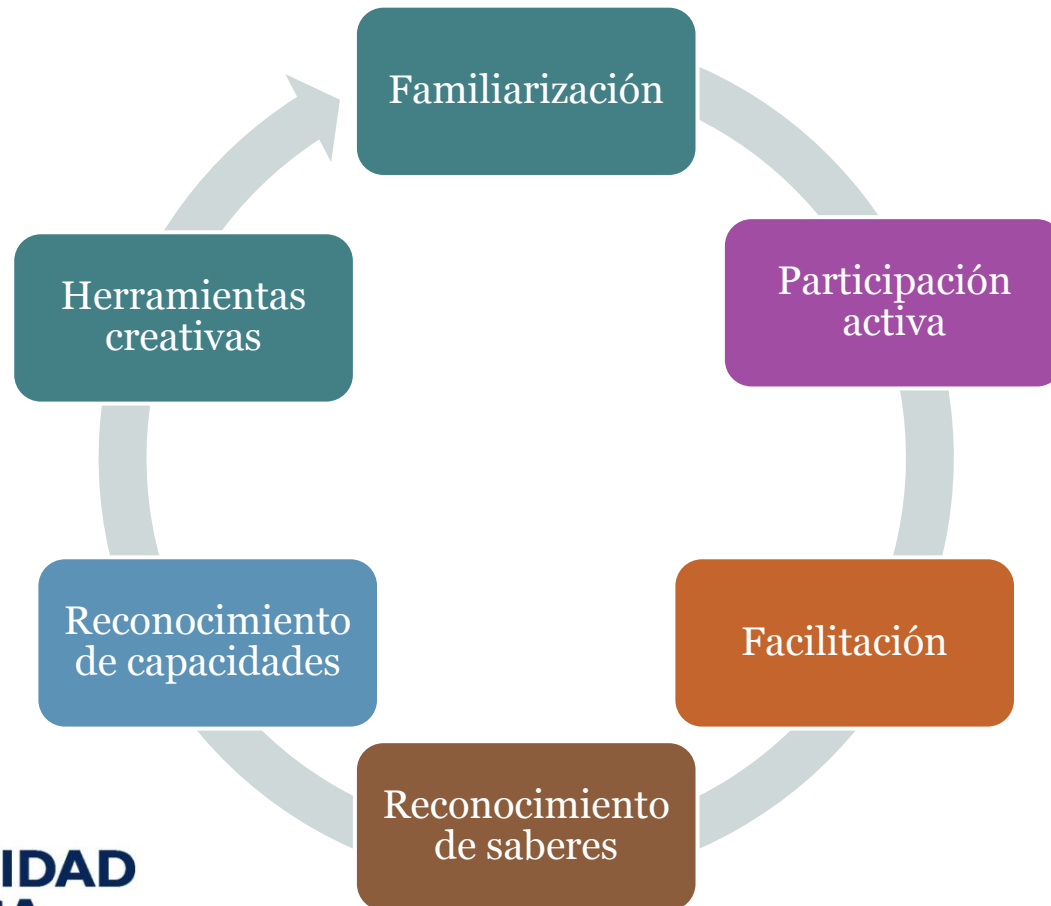 Familiarización
Participación
activa
Facilitación
Reconocimiento
de saberes
Reconocimiento
de capacidades
Herramientas
creativas
IDAD